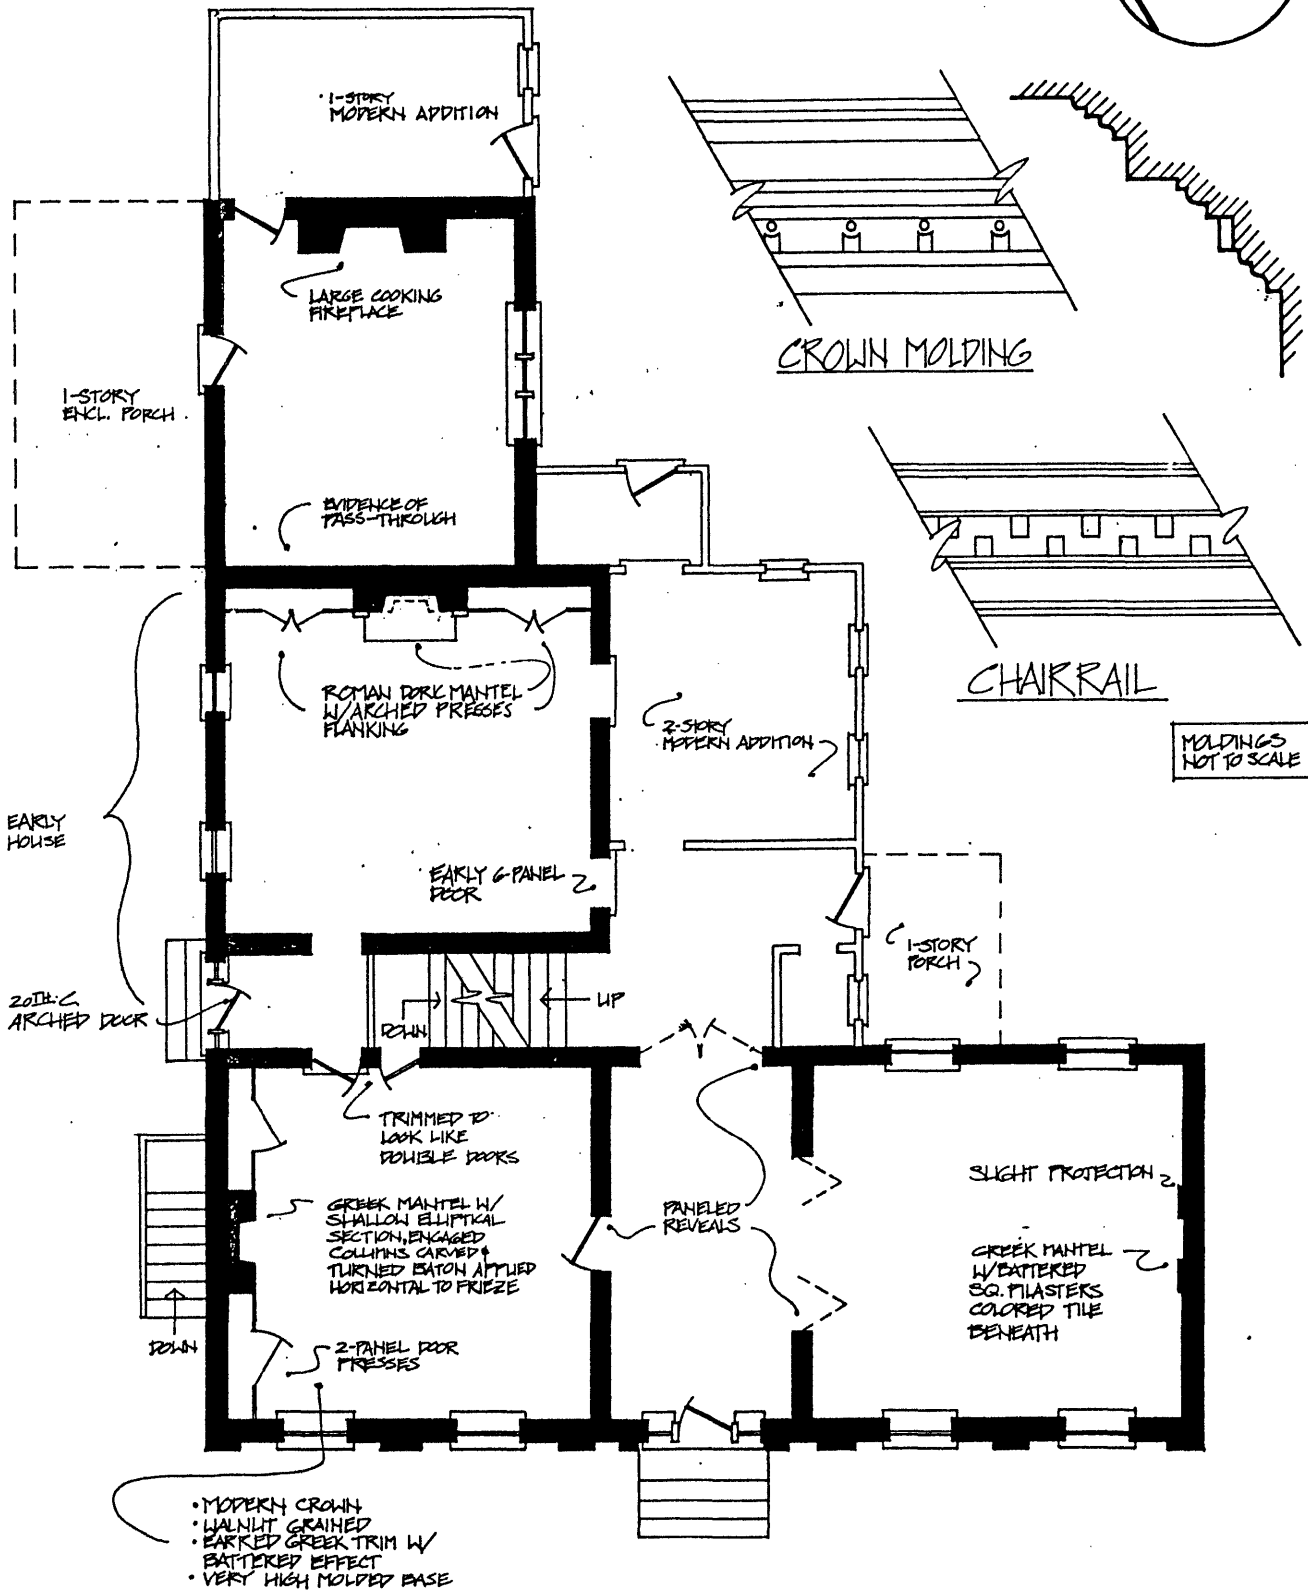 1-STORY
MODERN ADDITION
LARGE COOKING
FIREPLACE
CROWN MOLDING
1-STORY
ENCL. PORCH
EVIDENCE OF
PASS-THROUGH
CHAIRRAIL
ROMAN DORIC MANTEL
W/ARCHED PRESSES
FLANKING
2-STORY
MODERN ADDITION
MOLDINGS
NOT TO SCALE
EARLY
HOUSE
EARLY 6-PANEL
DOOR
1-STORY
PORCH
20TH.C.
ARCHED DOOR
DOWN
UP
TRIMMED TO
LOOK LIKE
DOUBLE DOORS
SLIGHT PROJECTION
GREEK MANTEL W/
SHALLOW ELLIPTICAL
SECTION, ENGAGED
COLUMNS CARVED &
TURNED BATON APPLIED
HORIZONTAL TO FRIEZE
PANELED
REVEALS
GREEK MANTEL
W/BATTERED
SQ. PILASTERS
COLORED TILE
BENEATH
DOWN
2-PANEL DOOR
PRESSES
• MODERN CROWN
• WALNUT GRAINED
• EARRED GREEK TRIM W/
BATTERED EFFECT
• VERY HIGH MOLDED BASE